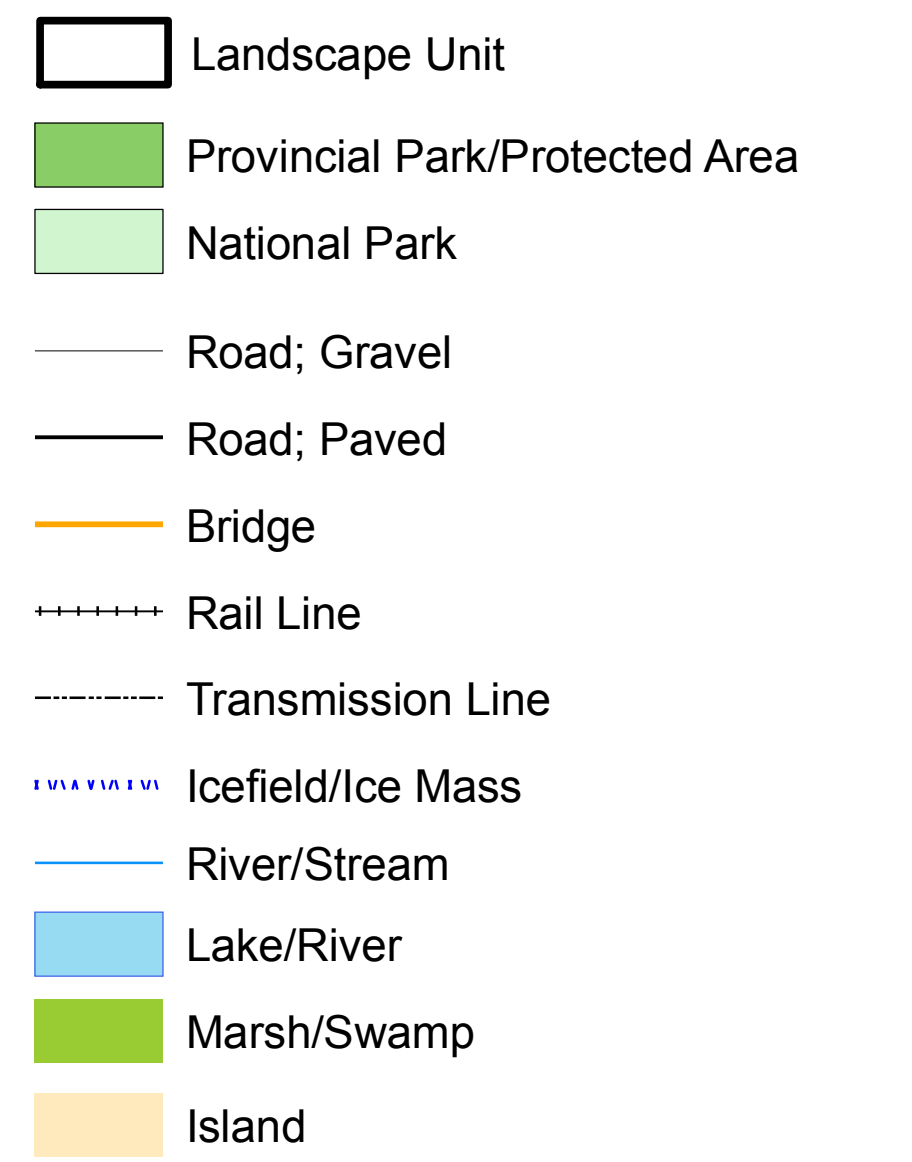 Landscape Unit
Provincial Park/Protected Area
National Park
Road; Gravel
Road; Paved
Bridge
Rail Line
Transmission Line
Icefield/Ice Mass
River/Stream
Lake/River
Marsh/Swamp
Island